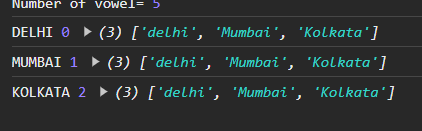 Number of vowel= 5
DELHI 0 ▶ (3) ['delhi', 'Mumbai', 'Kolkata']
MUMBAI 1 ▶ (3) ['delhi', 'Mumbai', 'Kolkata']
KOLKATA 2 ▶ (3) ['delhi', 'Mumbai', 'Kolkata']